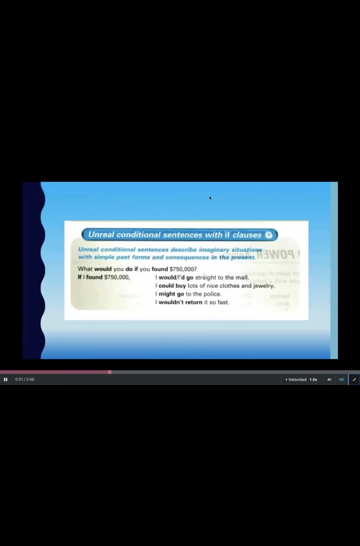 Unreal conditional sentences with if clauses
Unreal conditional sentences describe imaginary situations
with simple past forms and consequences in the present.
What would you do if you found $750,000?
If I found $750,000, I would/I'd go straight to the mall.
I could buy lots of nice clothes and jewelry.
I might go to the police.
I wouldn't return it so fast.
Velocidad 1.0x
HD